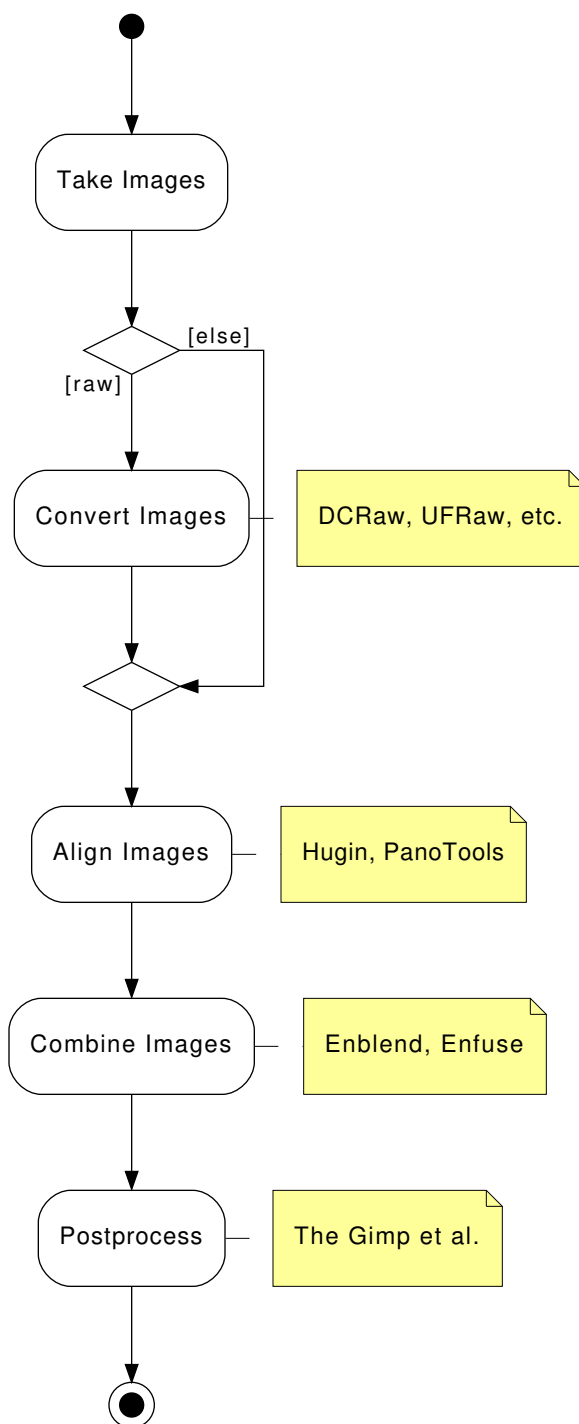 Take Images
[else]
[raw]
Convert Images
DCRaw, UFRaw, etc.
Align Images
Hugin, PanoTools
Combine Images
Enblend, Enfuse
Postprocess
The Gimp et al.